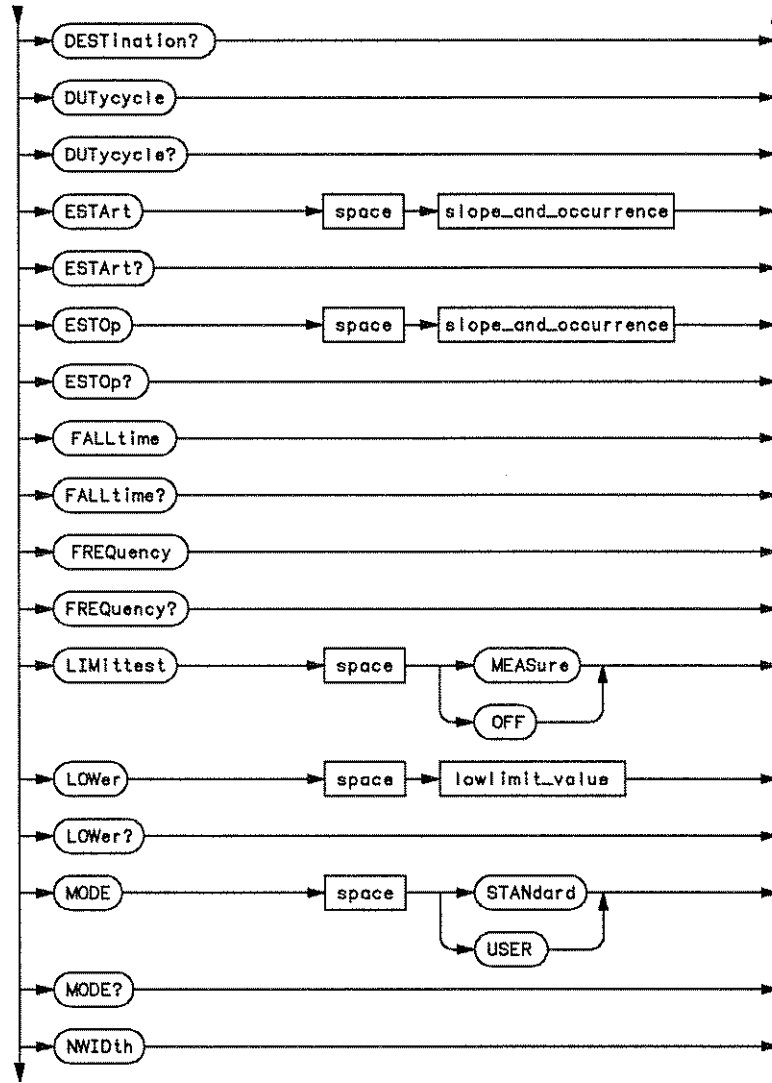 DESTination?
DUTycycle
DUTycycle?
ESTArt space slope_and_occurrence
ESTArt?
ESTOp space slope_and_occurrence
ESTOp?
FALLtime
FALLtime?
FREQuency
FREQuency?
LIMittest space MEASure
OFF
LOWer space lowlimit_value
LOWer?
MODE space STANdard
USER
MODE?
NWIDth